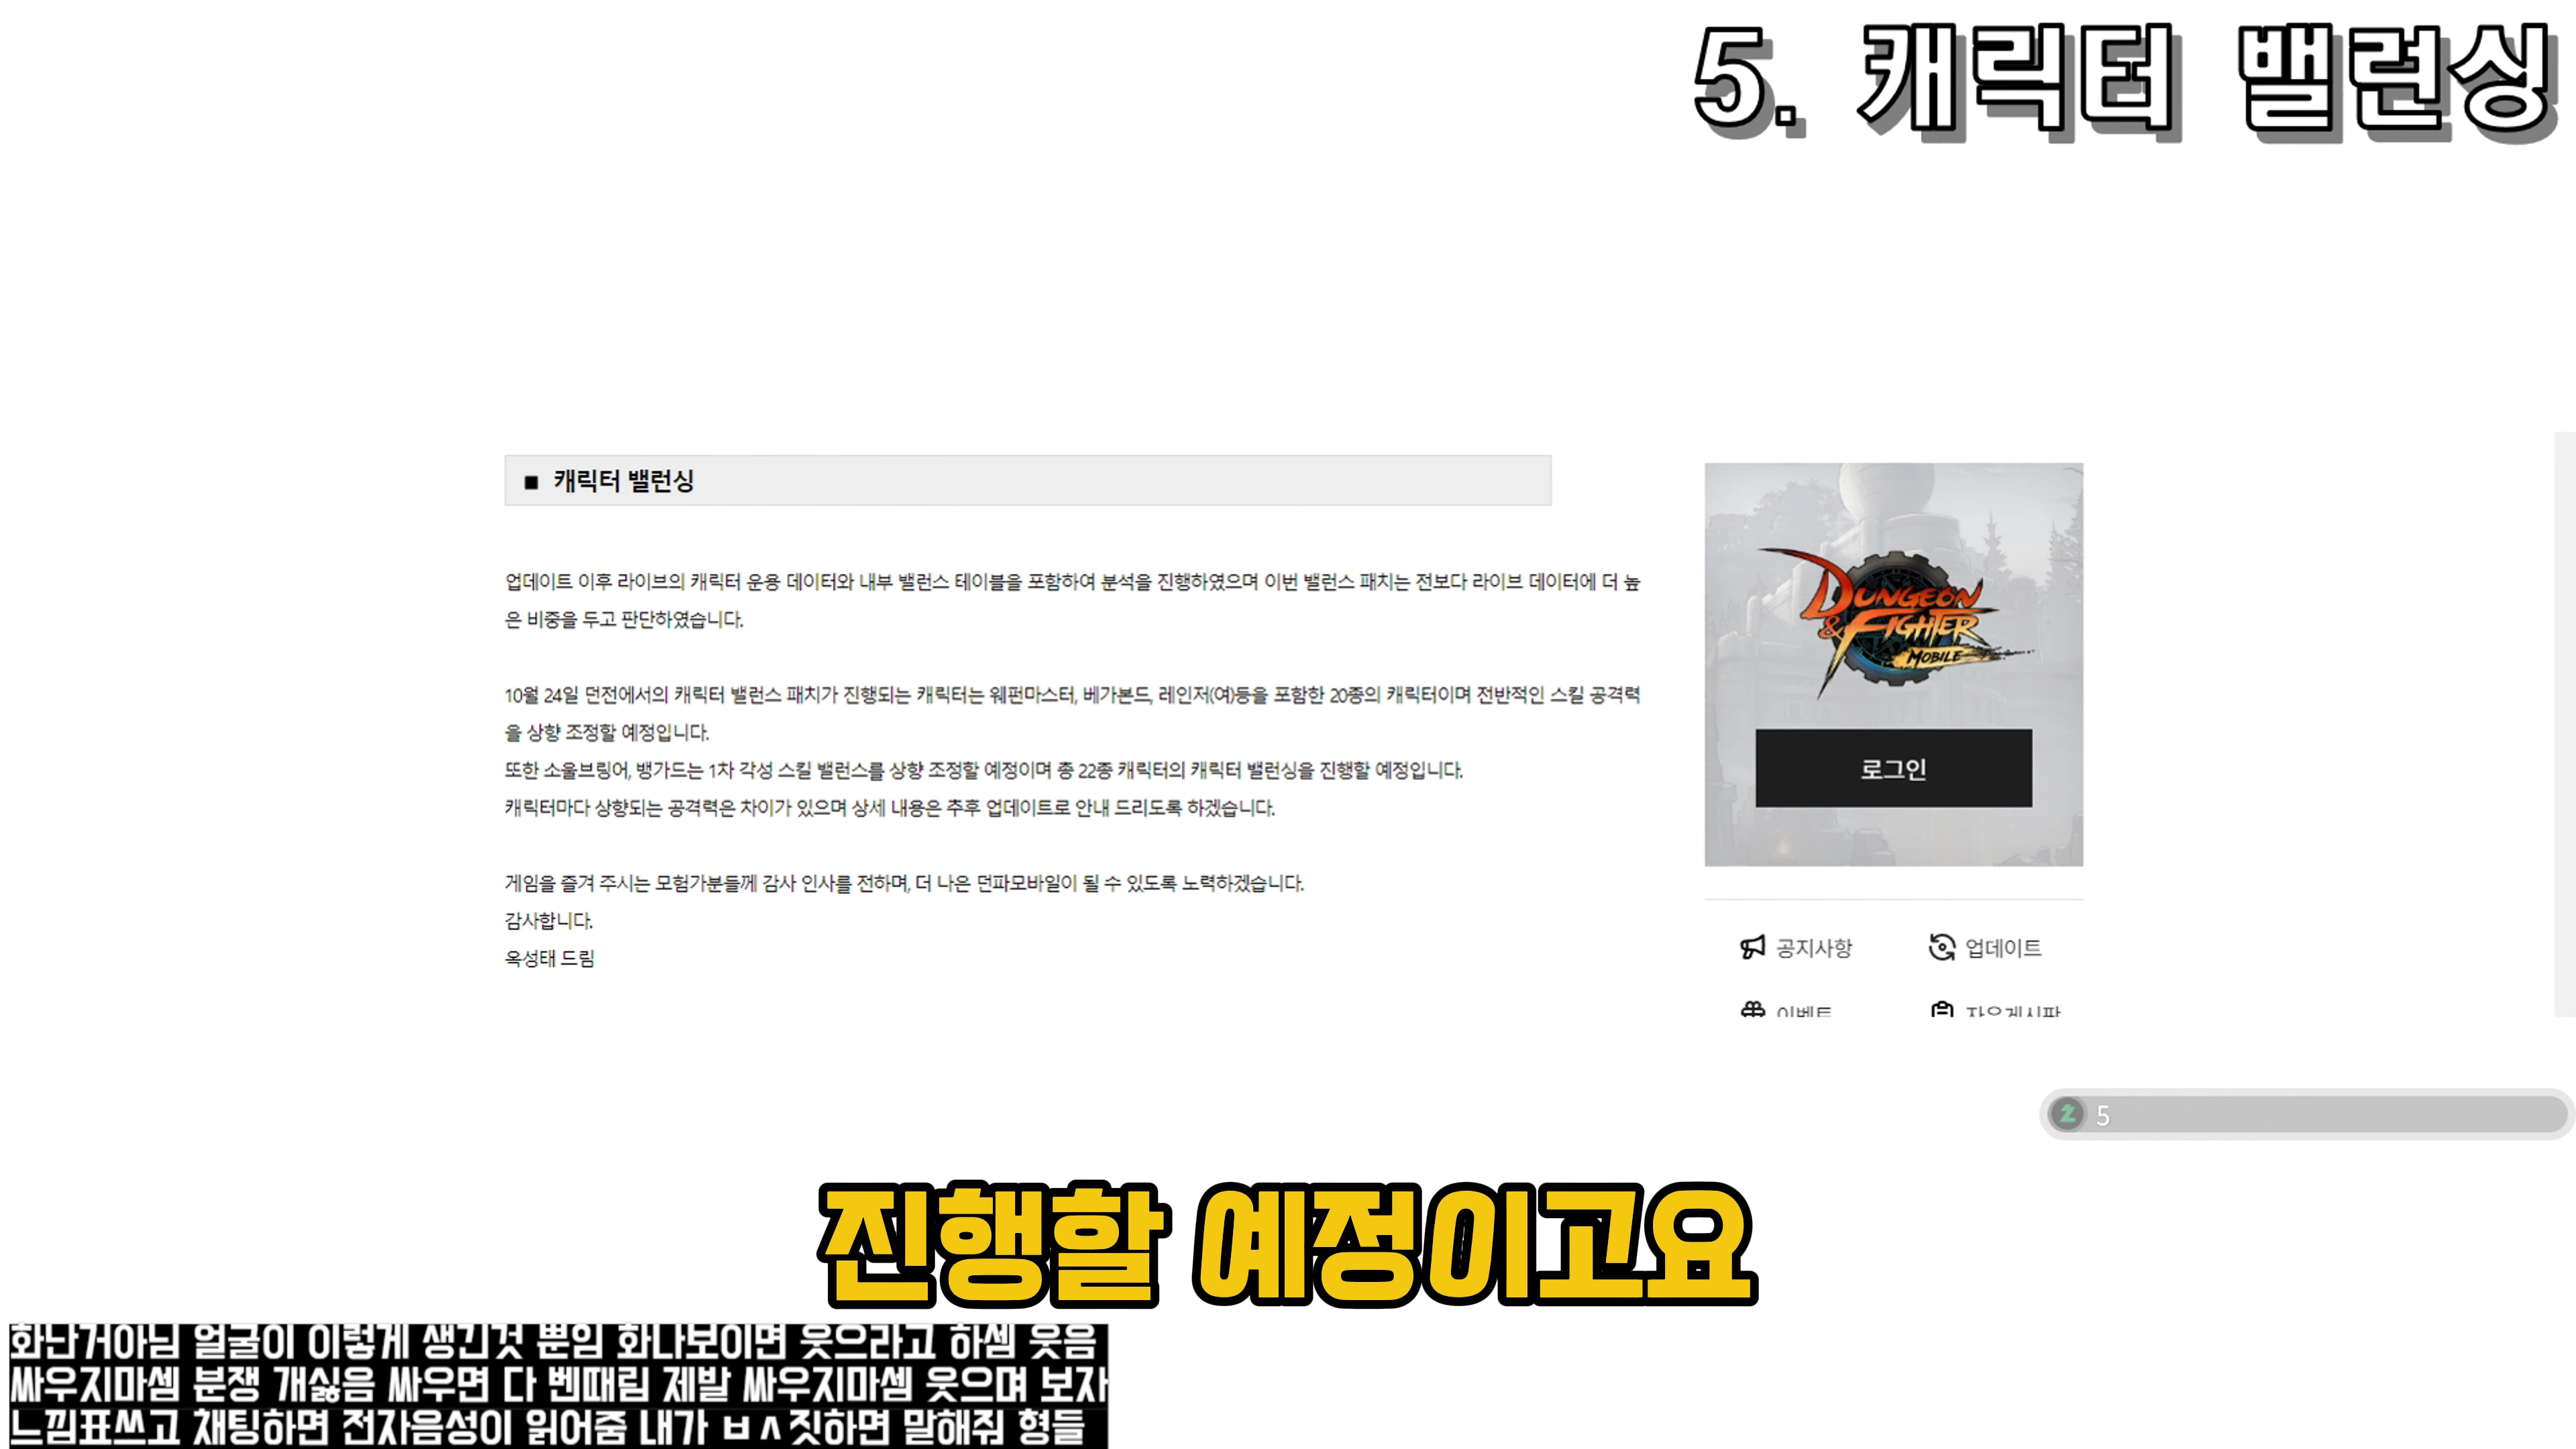 5. 캐릭터 밸런싱
■ 캐릭터 밸런싱
업데이트 이후 라이브의 캐릭터 운용 데이터와 내부 밸런스 테이블을 포함하여 분석을 진행하였으며 이번 밸런스 패치는 전보다 라이브 데이터에 더 높
은 비중을 두고 판단하였습니다.
10월 24일 던전에서의 캐릭터 밸런스 패치가 진행되는 캐릭터는 웨펀마스터, 베가본드, 레인저(여)등을 포함한 20종의 캐릭터이며 전반적인 스킬 공격력
을 상향 조정할 예정입니다.
또한 소울브링어, 뱅가드는 1차 각성 스킬 밸런스를 상향 조정할 예정이며 총 22종 캐릭터의 캐릭터 밸런싱을 진행할 예정입니다.
캐릭터마다 상향되는 공격력은 차이가 있으며 상세 내용은 추후 업데이트로 안내 드리도록 하겠습니다.
게임을 즐겨 주시는 모험가분들께 감사 인사를 전하며, 더 나은 던파모바일이 될 수 있도록 노력하겠습니다.
감사합니다.
옥성태 드림
DUNGEON
& FIGHTER
MOBILE
로그인
공지사항
업데이트
이벤트
자유게시판
5
진행할 예정이고요
화난거아님 얼굴이 이렇게 생긴것 뿐임 화나보이면 웃으라고 하셈 웃음
싸우지마셈 분쟁 개싫음 싸우면 다 벤때림 제발 싸우지마셈 웃으며 보자
느낌표쓰고 채팅하면 전자음성이 읽어줌 내가 ㅂㅅ짓하면 말해줘 형들